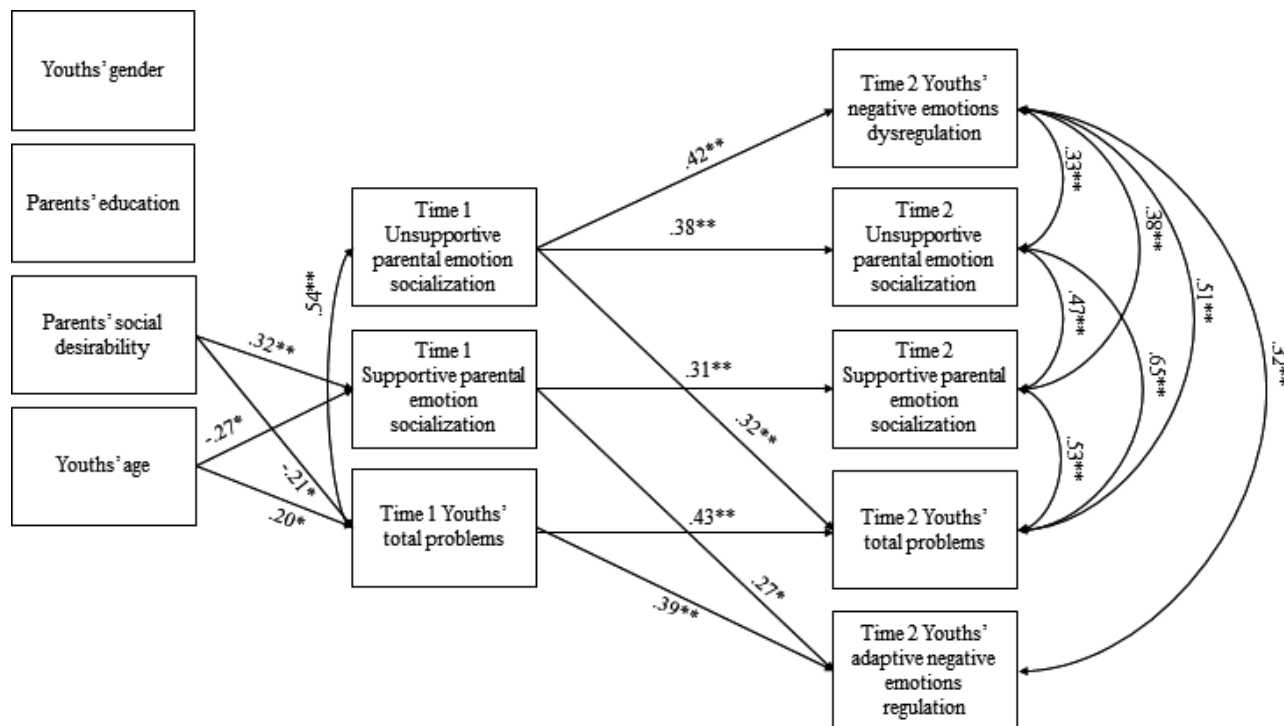 Youths’ gender
Parents’ education
Parents’ social
desirability
Youths’ age
.54**
.32**
-.27*
-.21*
.20*
Time 1
Unsupportive
parental emotion
socialization
Time 1
Supportive parental
emotion
socialization
Time 1 Youths’
total problems
.42**
.38**
.31**
.32**
.43**
.27*
.39**
Time 2 Youths’
negative emotions
dysregulation
Time 2
Unsupportive
parental emotion
socialization
Time 2
Supportive parental
emotion
socialization
Time 2 Youths’
total problems
Time 2 Youths’
adaptive negative
emotions
regulation
.33**
.38**
.47**
.51**
.65**
.53**
.32**